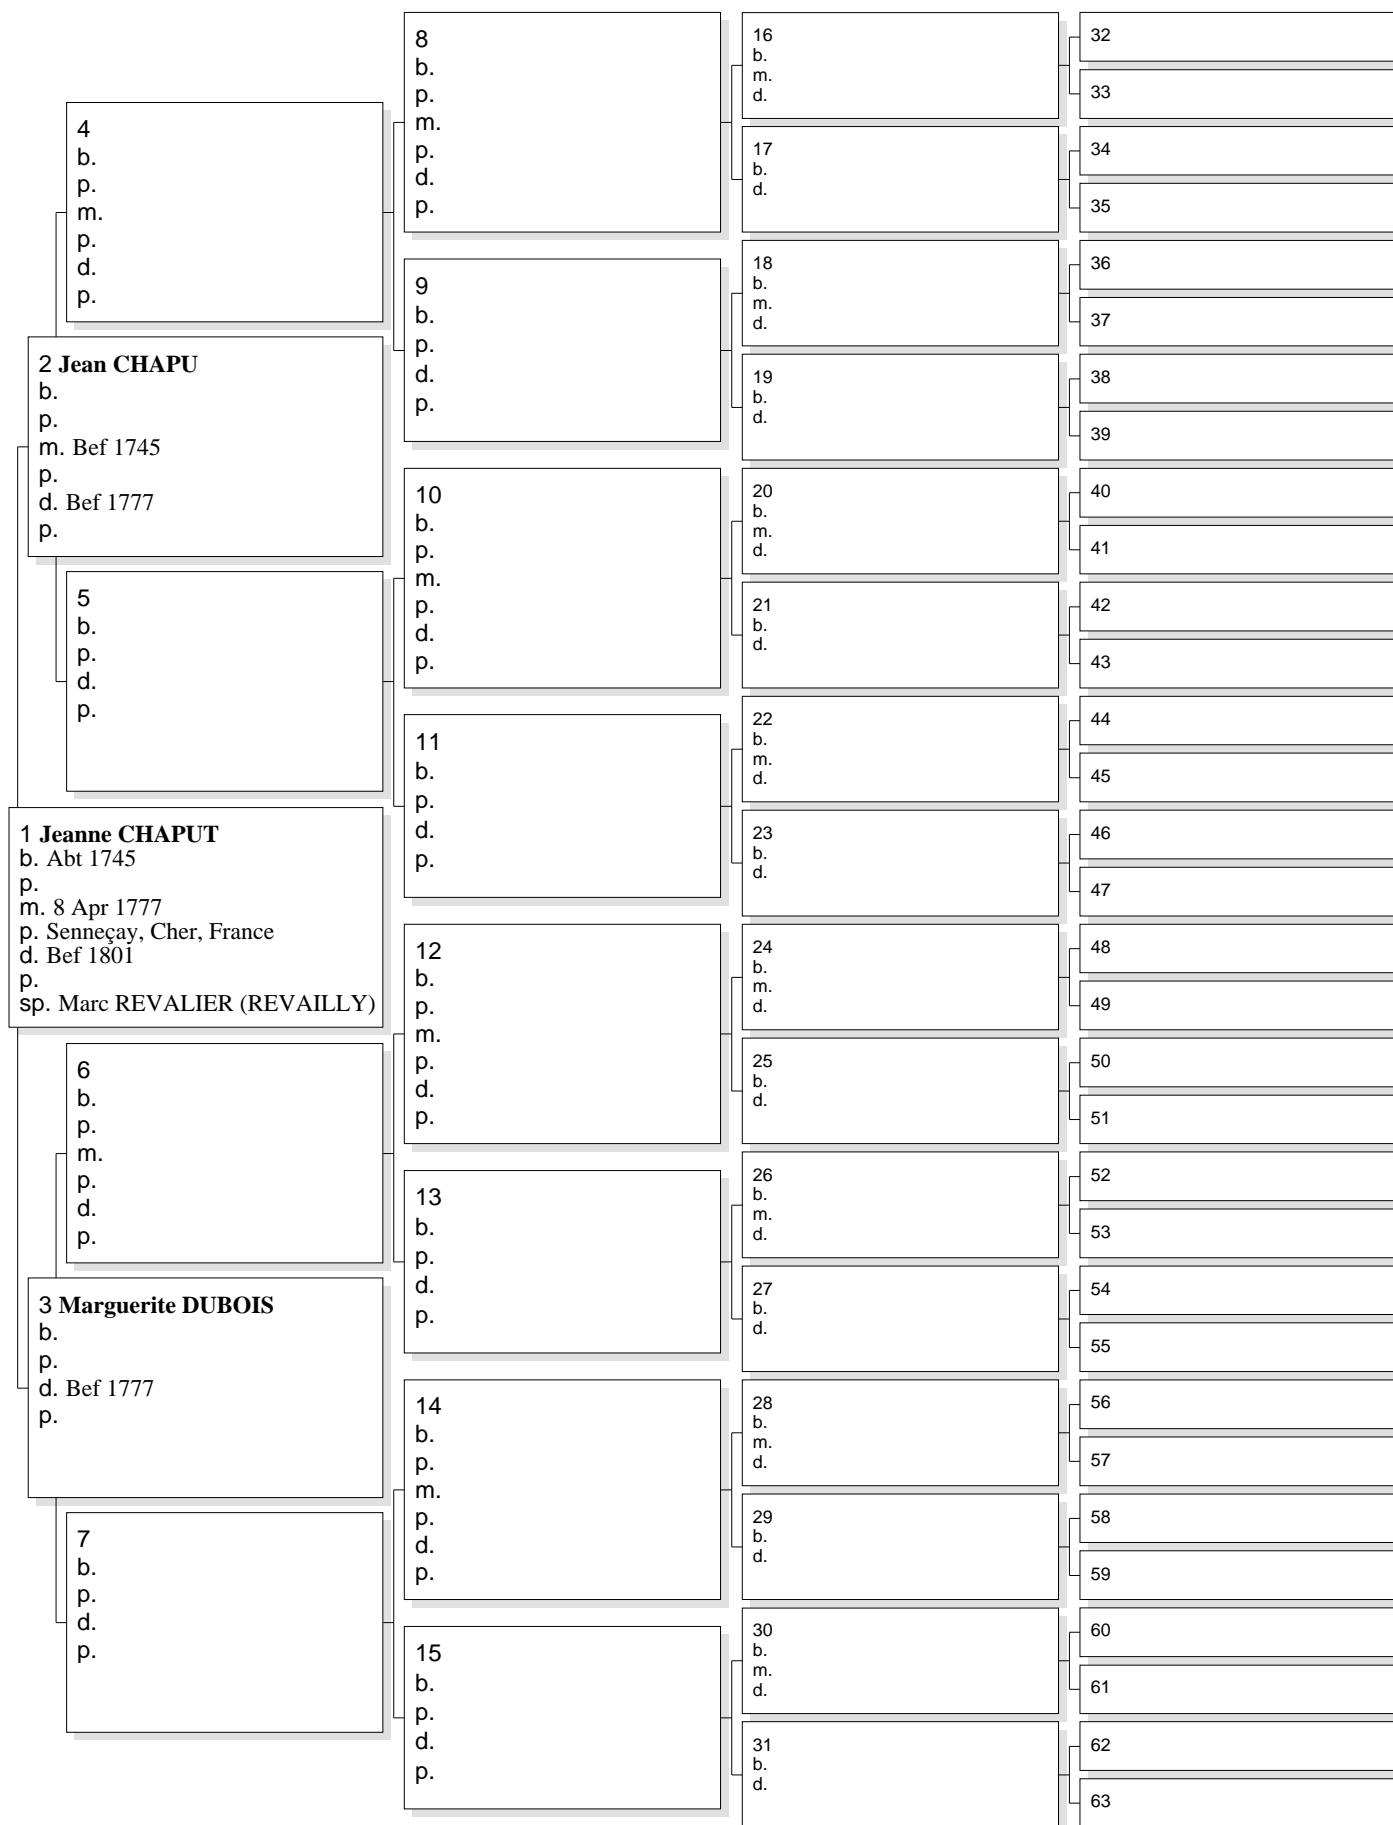 8
b.
p.
m.
p.
d.
p.
16
b.
m.
d.
32
33
4
b.
p.
m.
p.
d.
p.
17
b.
d.
34
35
9
b.
p.
d.
p.
18
b.
m.
d.
36
37
2 Jean CHAPU
b.
p.
m. Bef 1745
p.
d. Bef 1777
p.
19
b.
d.
38
39
10
b.
p.
m.
p.
d.
p.
20
b.
m.
d.
40
41
5
b.
p.
d.
p.
21
b.
d.
42
43
11
b.
p.
d.
p.
22
b.
m.
d.
44
45
1 Jeanne CHAPUT
b. Abt 1745
p.
m. 8 Apr 1777
p. Senneçay, Cher, France
d. Bef 1801
p.
sp. Marc REVALIER (REVAILLY)
23
b.
d.
46
47
12
b.
p.
m.
p.
d.
p.
24
b.
m.
d.
48
49
6
b.
p.
m.
p.
d.
p.
25
b.
d.
50
51
13
b.
p.
d.
p.
26
b.
m.
d.
52
53
3 Marguerite DUBOIS
b.
p.
d. Bef 1777
p.
27
b.
d.
54
55
14
b.
p.
m.
p.
d.
p.
28
b.
m.
d.
56
57
7
b.
p.
d.
p.
29
b.
d.
58
59
15
b.
p.
d.
p.
30
b.
m.
d.
60
61
31
b.
d.
62
63